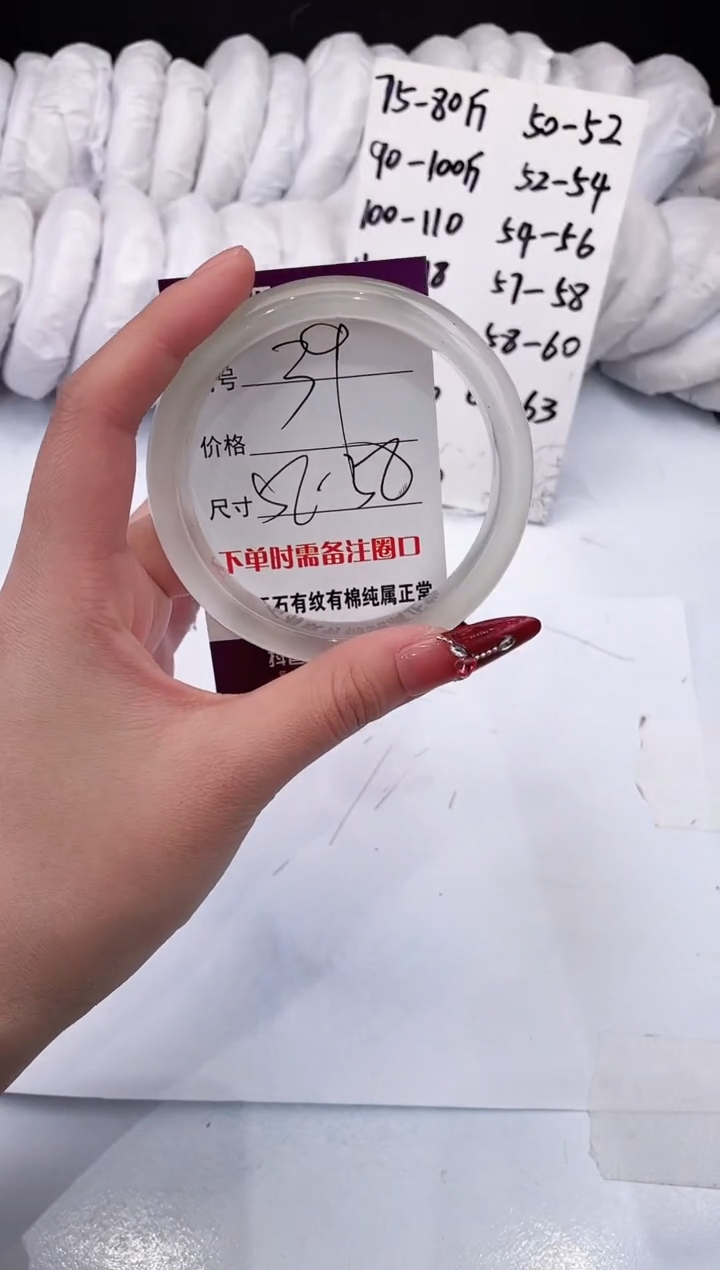 75-80斤 50-52
90-100斤 52-54
100-110 54-56
57-58
58-60
63
号 39
价格
尺寸 52.58
下单时需备注圈口
石有纹有棉纯属正常